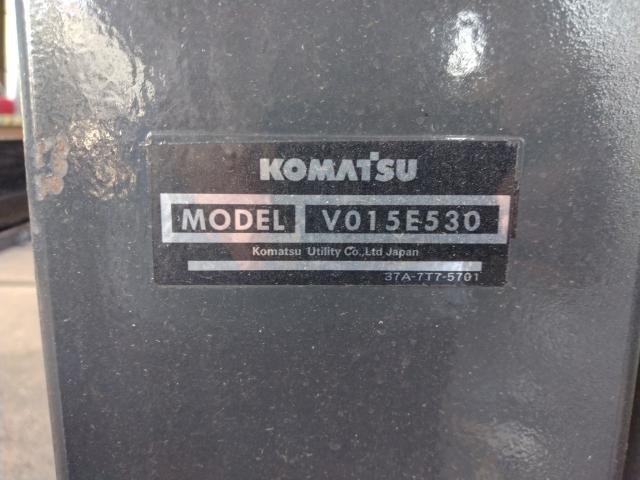 KOMATSU
MODEL V015E530
Komatsu Utility Co.,Ltd Japan
37A-7T7-5701